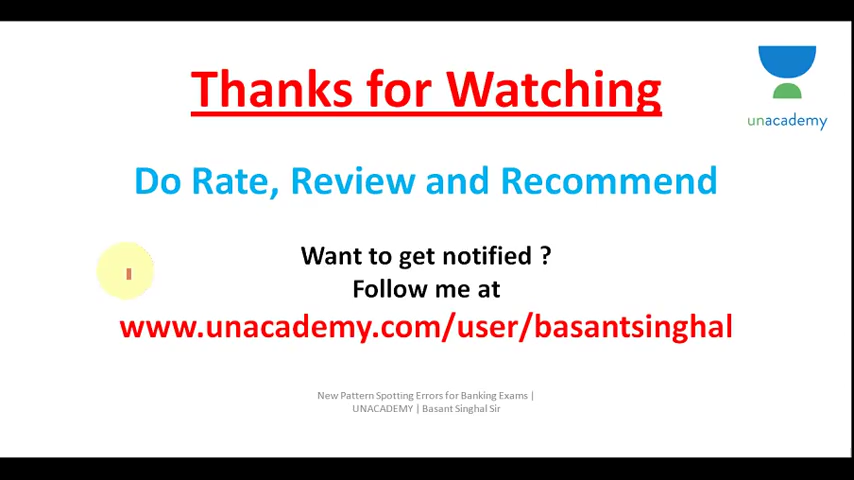 Thanks for Watching
unacademy
Do Rate, Review and Recommend
Want to get notified ?
Follow me at
www.unacademy.com/user/basantsinghal
New Pattern Spotting Errors for Banking Exams |
UNACADEMY | Basant Singhal Sir